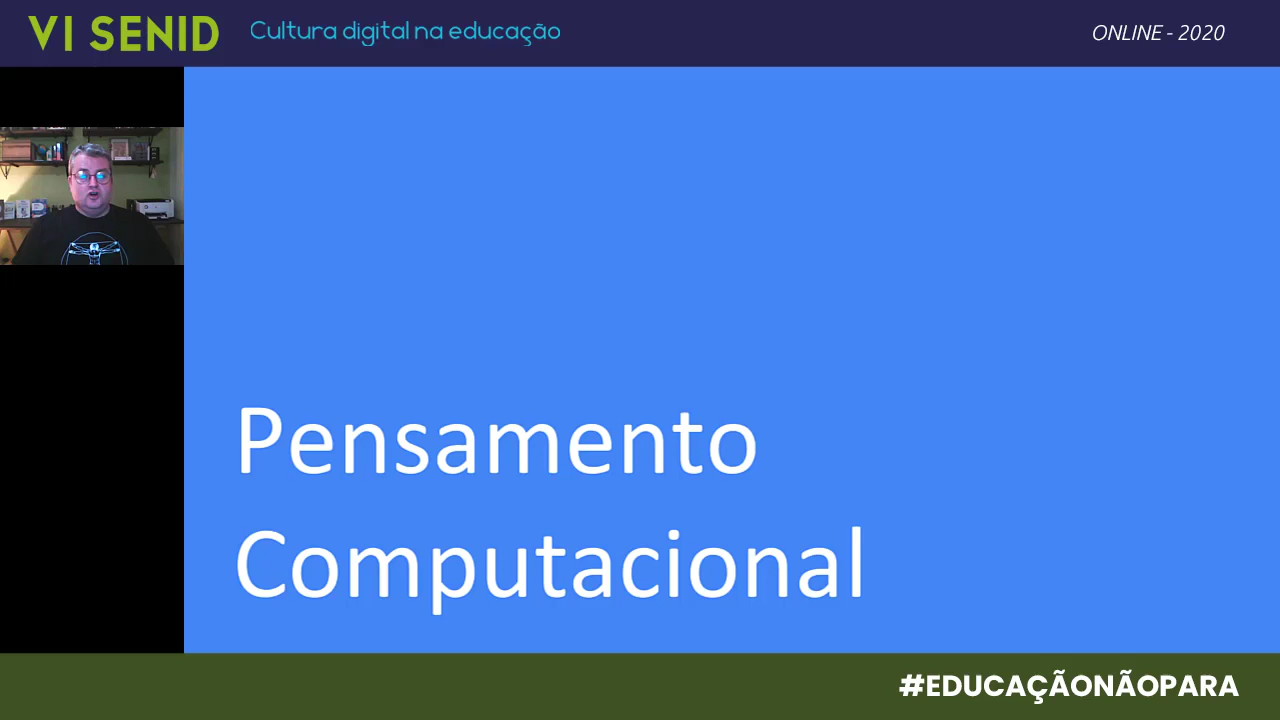 VI SENID
Cultura digital na educação
ONLINE - 2020
Pensamento
Computacional
#EDUCAÇÃONÃOPARA